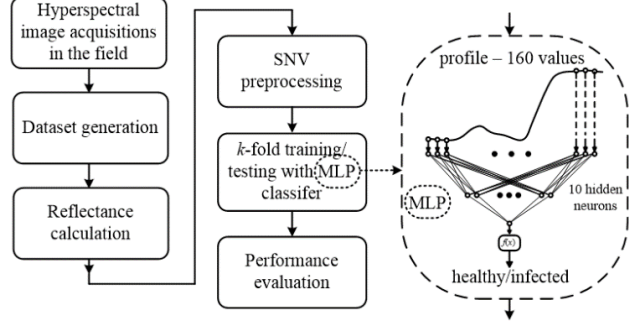 Hyperspectral
image acquisitions
in the field
Dataset generation
Reflectance
calculation
SNV
preprocessing
k-fold training/
testing with MLP
classifer
Performance
evaluation
profile – 160 values
MLP
10 hidden
neurons
f(x)
healthy/infected